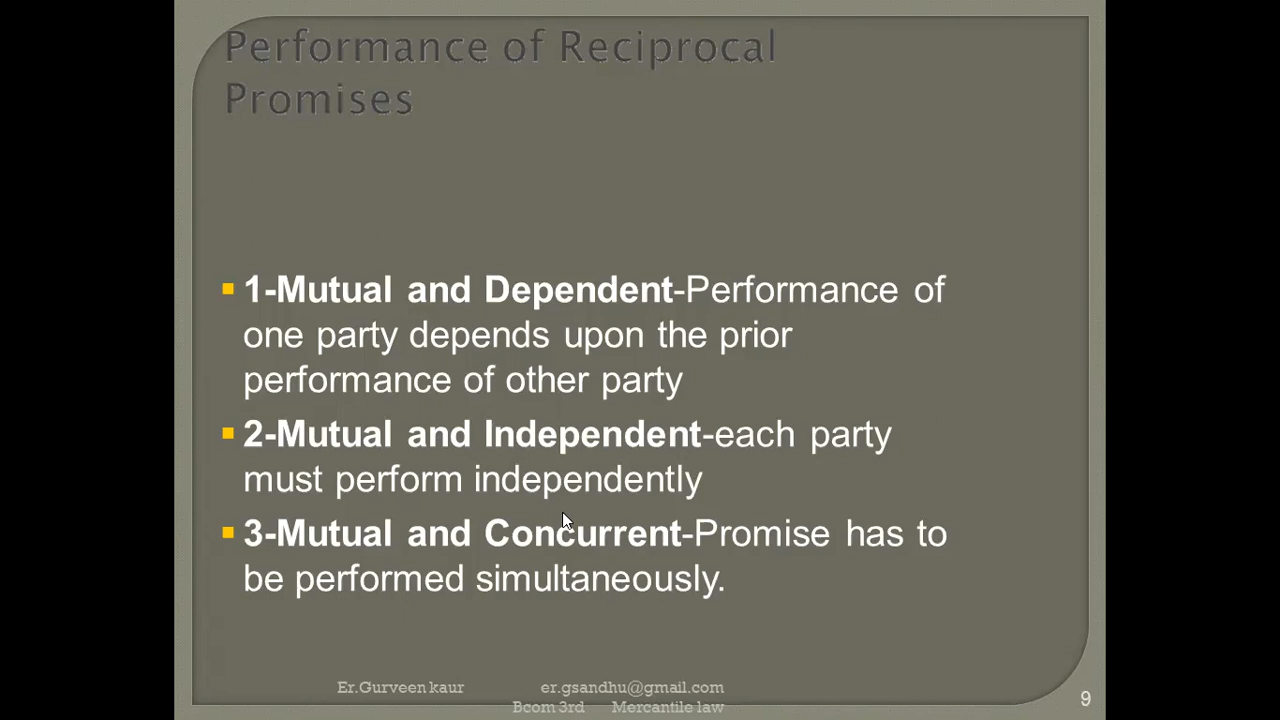 Performance of Reciprocal
Promises
1-Mutual and Dependent-Performance of
one party depends upon the prior
performance of other party
2-Mutual and Independent-each party
must perform independently
3-Mutual and Concurrent-Promise has to
be performed simultaneously.
Er.Gurveen kaur er.gsandhu@gmail.com
Bcom 3rd Mercantile law
9